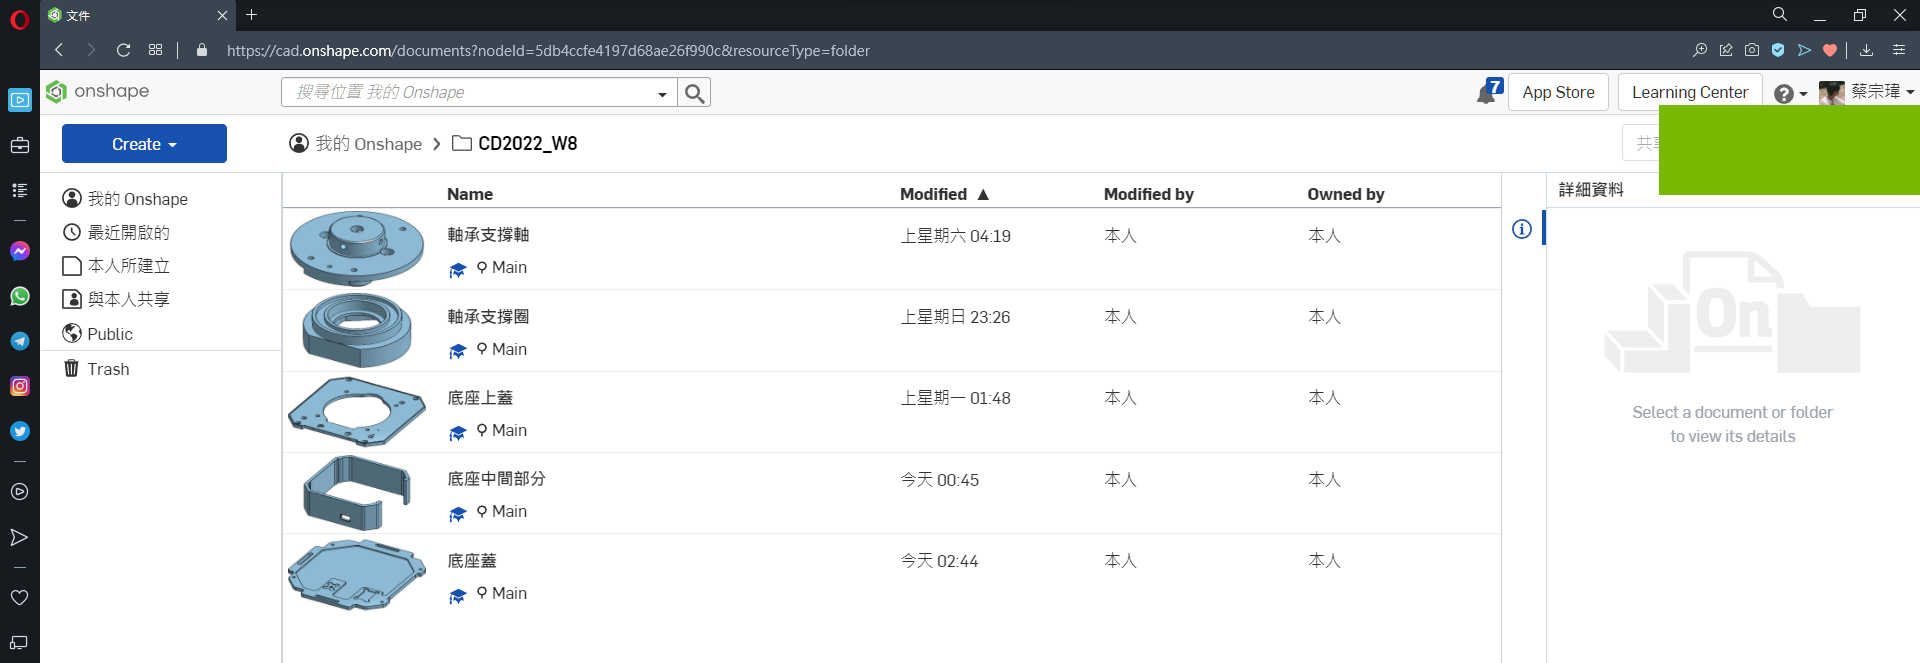 文件
https://cad.onshape.com/documents?nodeId=5db4ccfe4197d68ae26f990c&resourceType=folder
onshape
搜尋位置 我的 Onshape
7
App Store
Learning Center
蔡宗瑋
Create
我的 Onshape
CD2022_W8
共享
我的 Onshape
最近開啟的
本人所建立
與本人共享
Public
Trash
Name Modified Modified by Owned by
軸承支撐軸 上星期六 04:19 本人 本人
Main
軸承支撐圈 上星期日 23:26 本人 本人
Main
底座上蓋 上星期一 01:48 本人 本人
Main
底座中間部分 今天 00:45 本人 本人
Main
底座蓋 今天 02:44 本人 本人
Main
詳細資料
On
Select a document or folder
to view its details